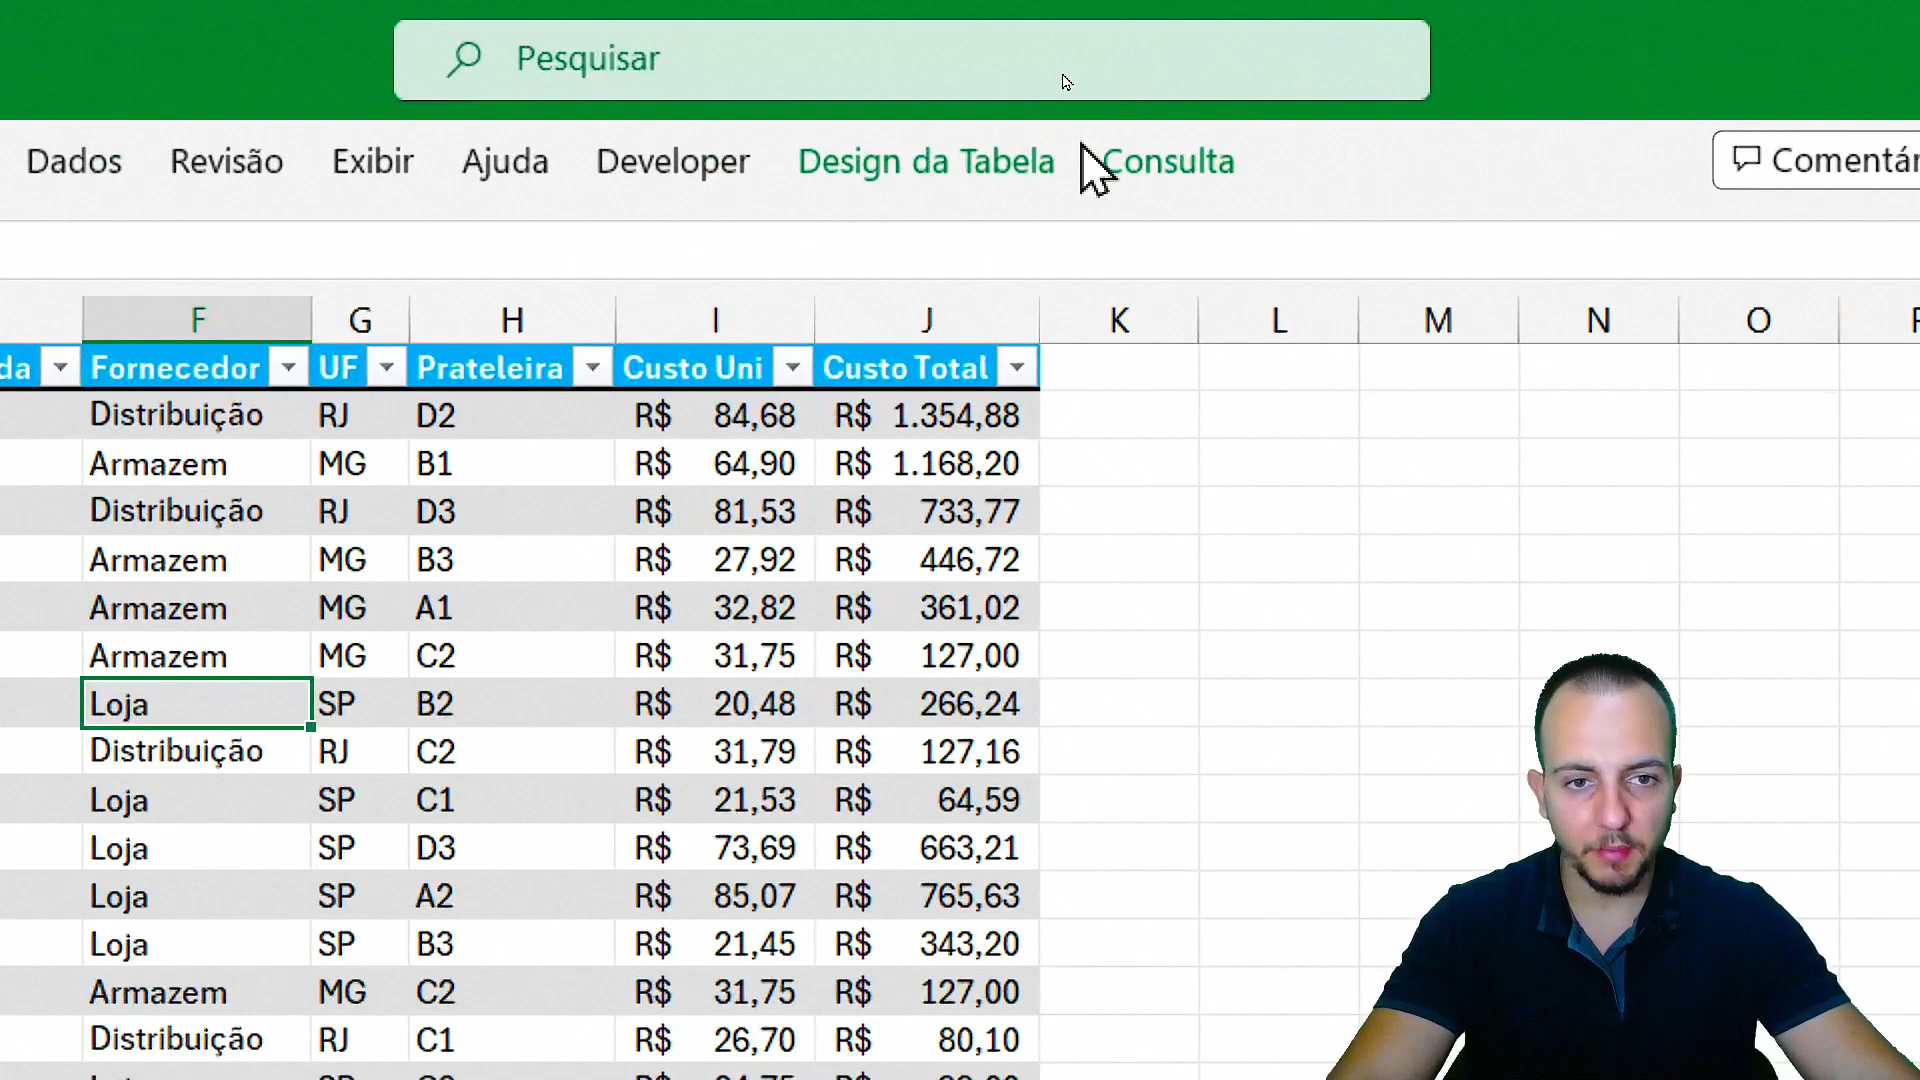 Pesquisar
Dados Revisão Exibir Ajuda Developer Design da Tabela Consulta
F G H I J K L M N O
da Fornecedor UF Prateleira Custo Uni Custo Total
Distribuição RJ D2 R$ 84,68 R$ 1.354,88
Armazem MG B1 R$ 64,90 R$ 1.168,20
Distribuição RJ D3 R$ 81,53 R$ 733,77
Armazem MG B3 R$ 27,92 R$ 446,72
Armazem MG A1 R$ 32,82 R$ 361,02
Armazem MG C2 R$ 31,75 R$ 127,00
Loja SP B2 R$ 20,48 R$ 266,24
Distribuição RJ C2 R$ 31,79 R$ 127,16
Loja SP C1 R$ 21,53 R$ 64,59
Loja SP D3 R$ 73,69 R$ 663,21
Loja SP A2 R$ 85,07 R$ 765,63
Loja SP B3 R$ 21,45 R$ 343,20
Armazem MG C2 R$ 31,75 R$ 127,00
Distribuição RJ C1 R$ 26,70 R$ 80,10